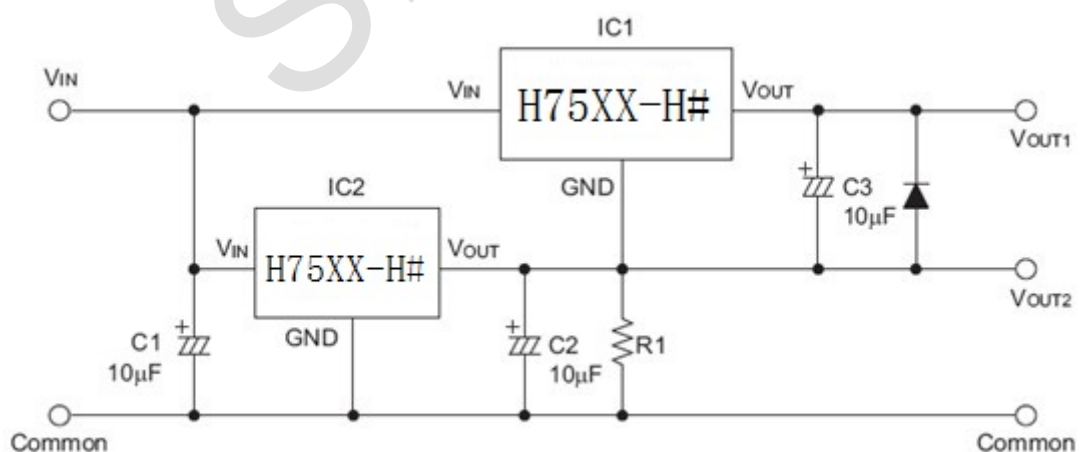 IC1
VIN
VIN
H75XX-H#
VOUT
VOUT1
GND
+
C3
10μF
IC2
VIN
H75XX-H#
VOUT
VOUT2
GND
+
C1
10μF
+
C2
10μF
R1
Common
Common